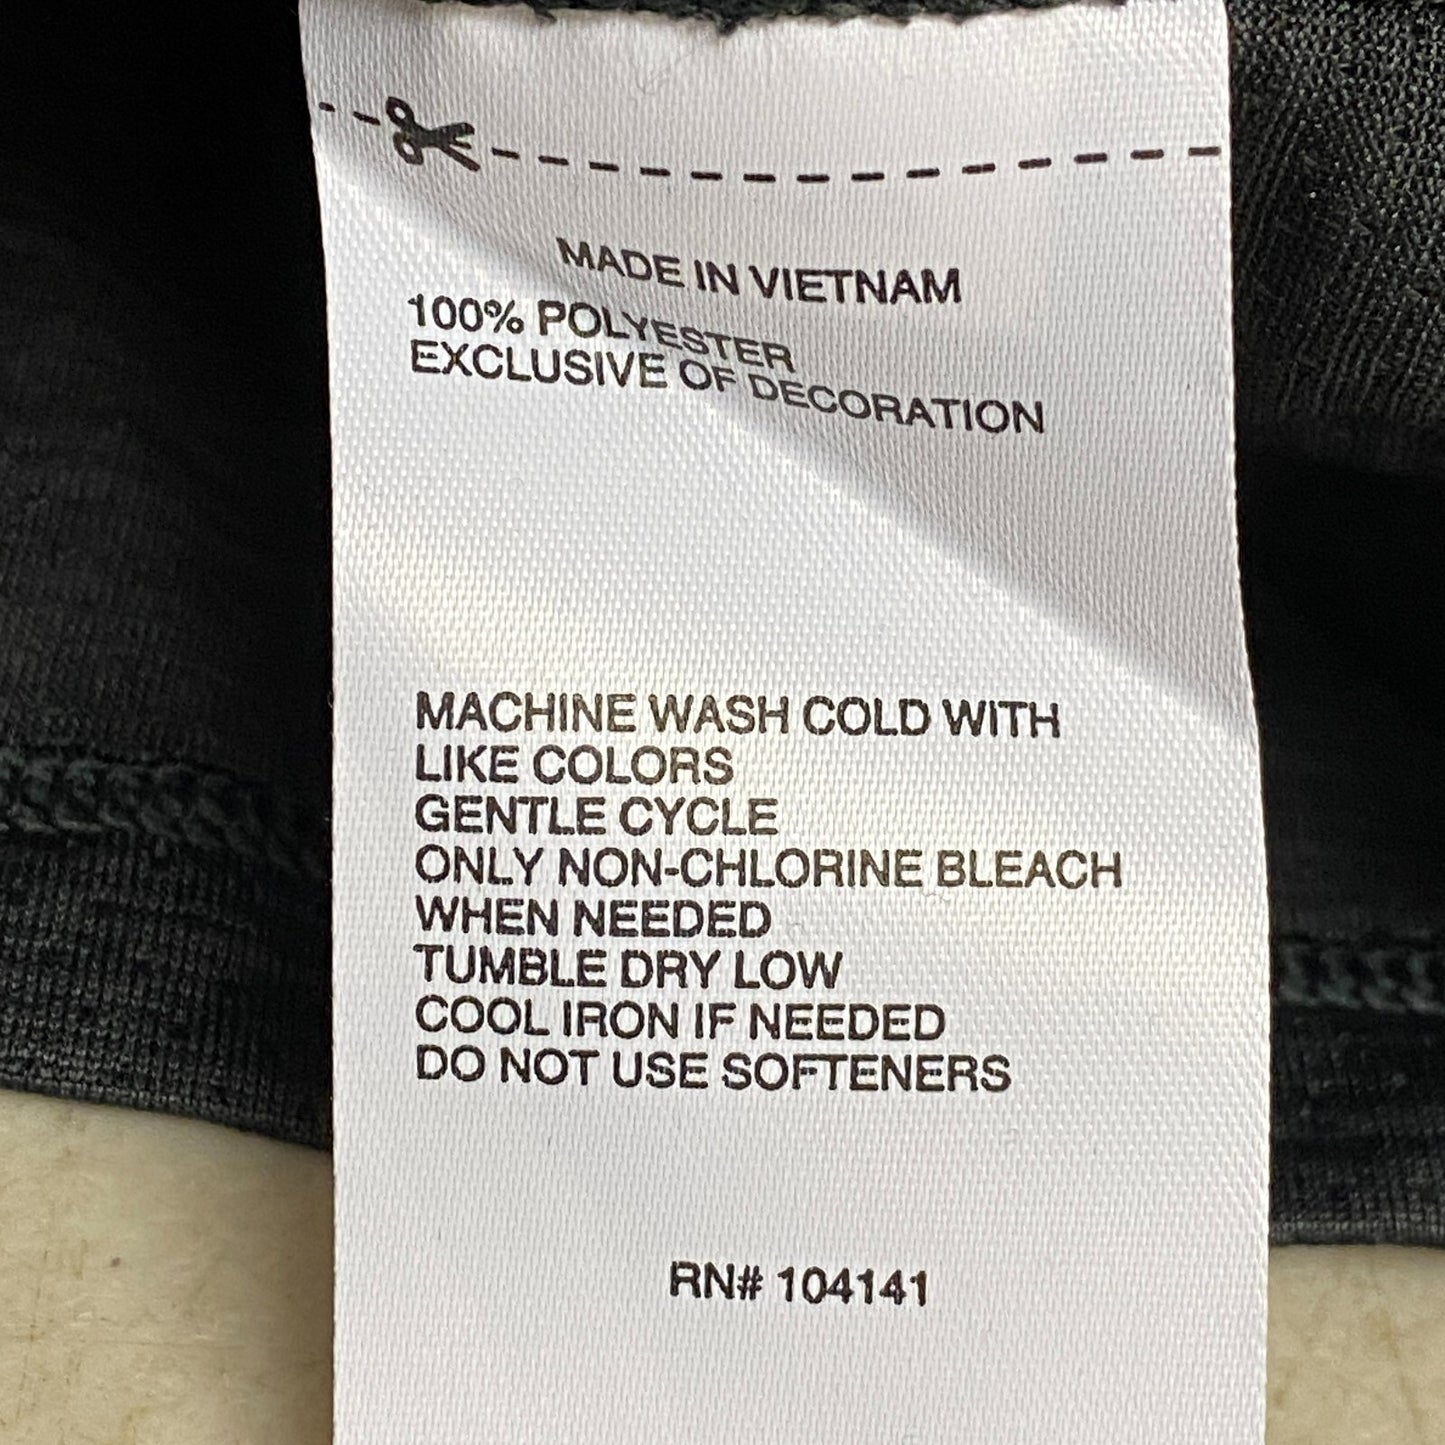 MADE IN VIETNAM
100% POLYESTER
EXCLUSIVE OF DECORATION
MACHINE WASH COLD WITH
LIKE COLORS
GENTLE CYCLE
ONLY NON-CHLORINE BLEACH
WHEN NEEDED
TUMBLE DRY LOW
COOL IRON IF NEEDED
DO NOT USE SOFTENERS
RN# 104141